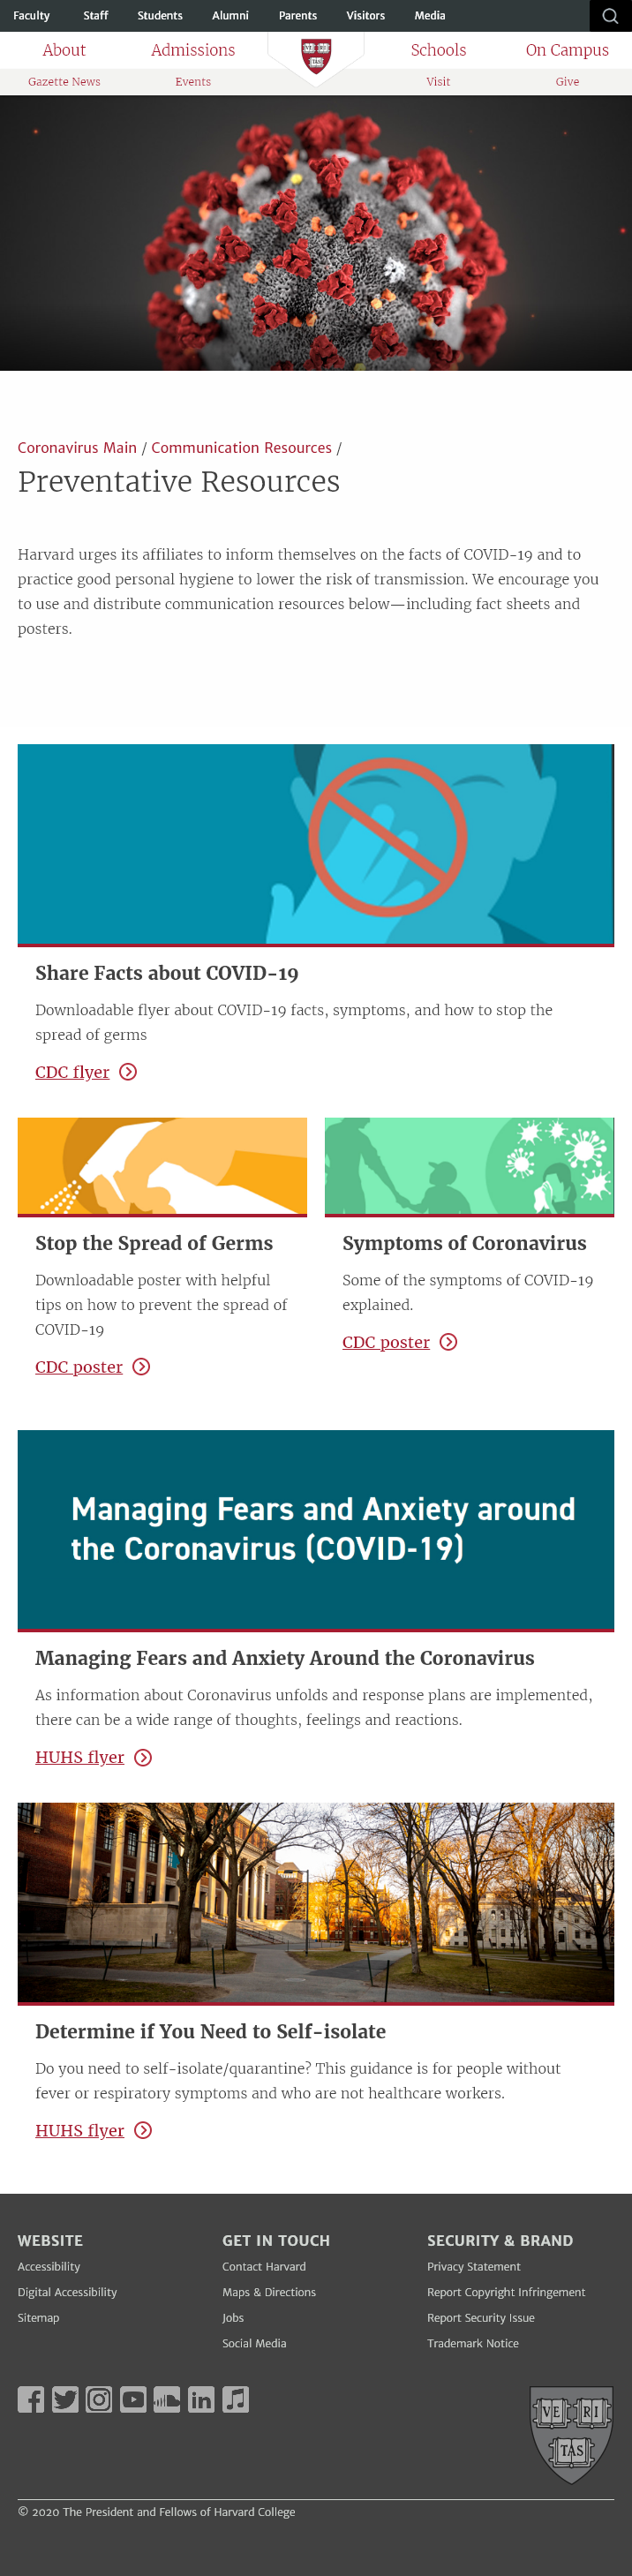 Faculty Staff Students Alumni Parents Visitors Media
About Admissions Schools On Campus
Gazette News Events Visit Give
Coronavirus Main / Communication Resources /
Preventative Resources
Harvard urges its affiliates to inform themselves on the facts of COVID-19 and to
practice good personal hygiene to lower the risk of transmission. We encourage you
to use and distribute communication resources below—including fact sheets and
posters.
Share Facts about COVID-19
Downloadable flyer about COVID-19 facts, symptoms, and how to stop the
spread of germs
CDC flyer
Stop the Spread of Germs
Downloadable poster with helpful
tips on how to prevent the spread of
COVID-19
CDC poster
Symptoms of Coronavirus
Some of the symptoms of COVID-19
explained.
CDC poster
Managing Fears and Anxiety around
the Coronavirus (COVID-19)
Managing Fears and Anxiety Around the Coronavirus
As information about Coronavirus unfolds and response plans are implemented,
there can be a wide range of thoughts, feelings and reactions.
HUHS flyer
Determine if You Need to Self-isolate
Do you need to self-isolate/quarantine? This guidance is for people without
fever or respiratory symptoms and who are not healthcare workers.
HUHS flyer
WEBSITE
Accessibility
Digital Accessibility
Sitemap
GET IN TOUCH
Contact Harvard
Maps & Directions
Jobs
Social Media
SECURITY & BRAND
Privacy Statement
Report Copyright Infringement
Report Security Issue
Trademark Notice
VE RI
TAS
© 2020 The President and Fellows of Harvard College